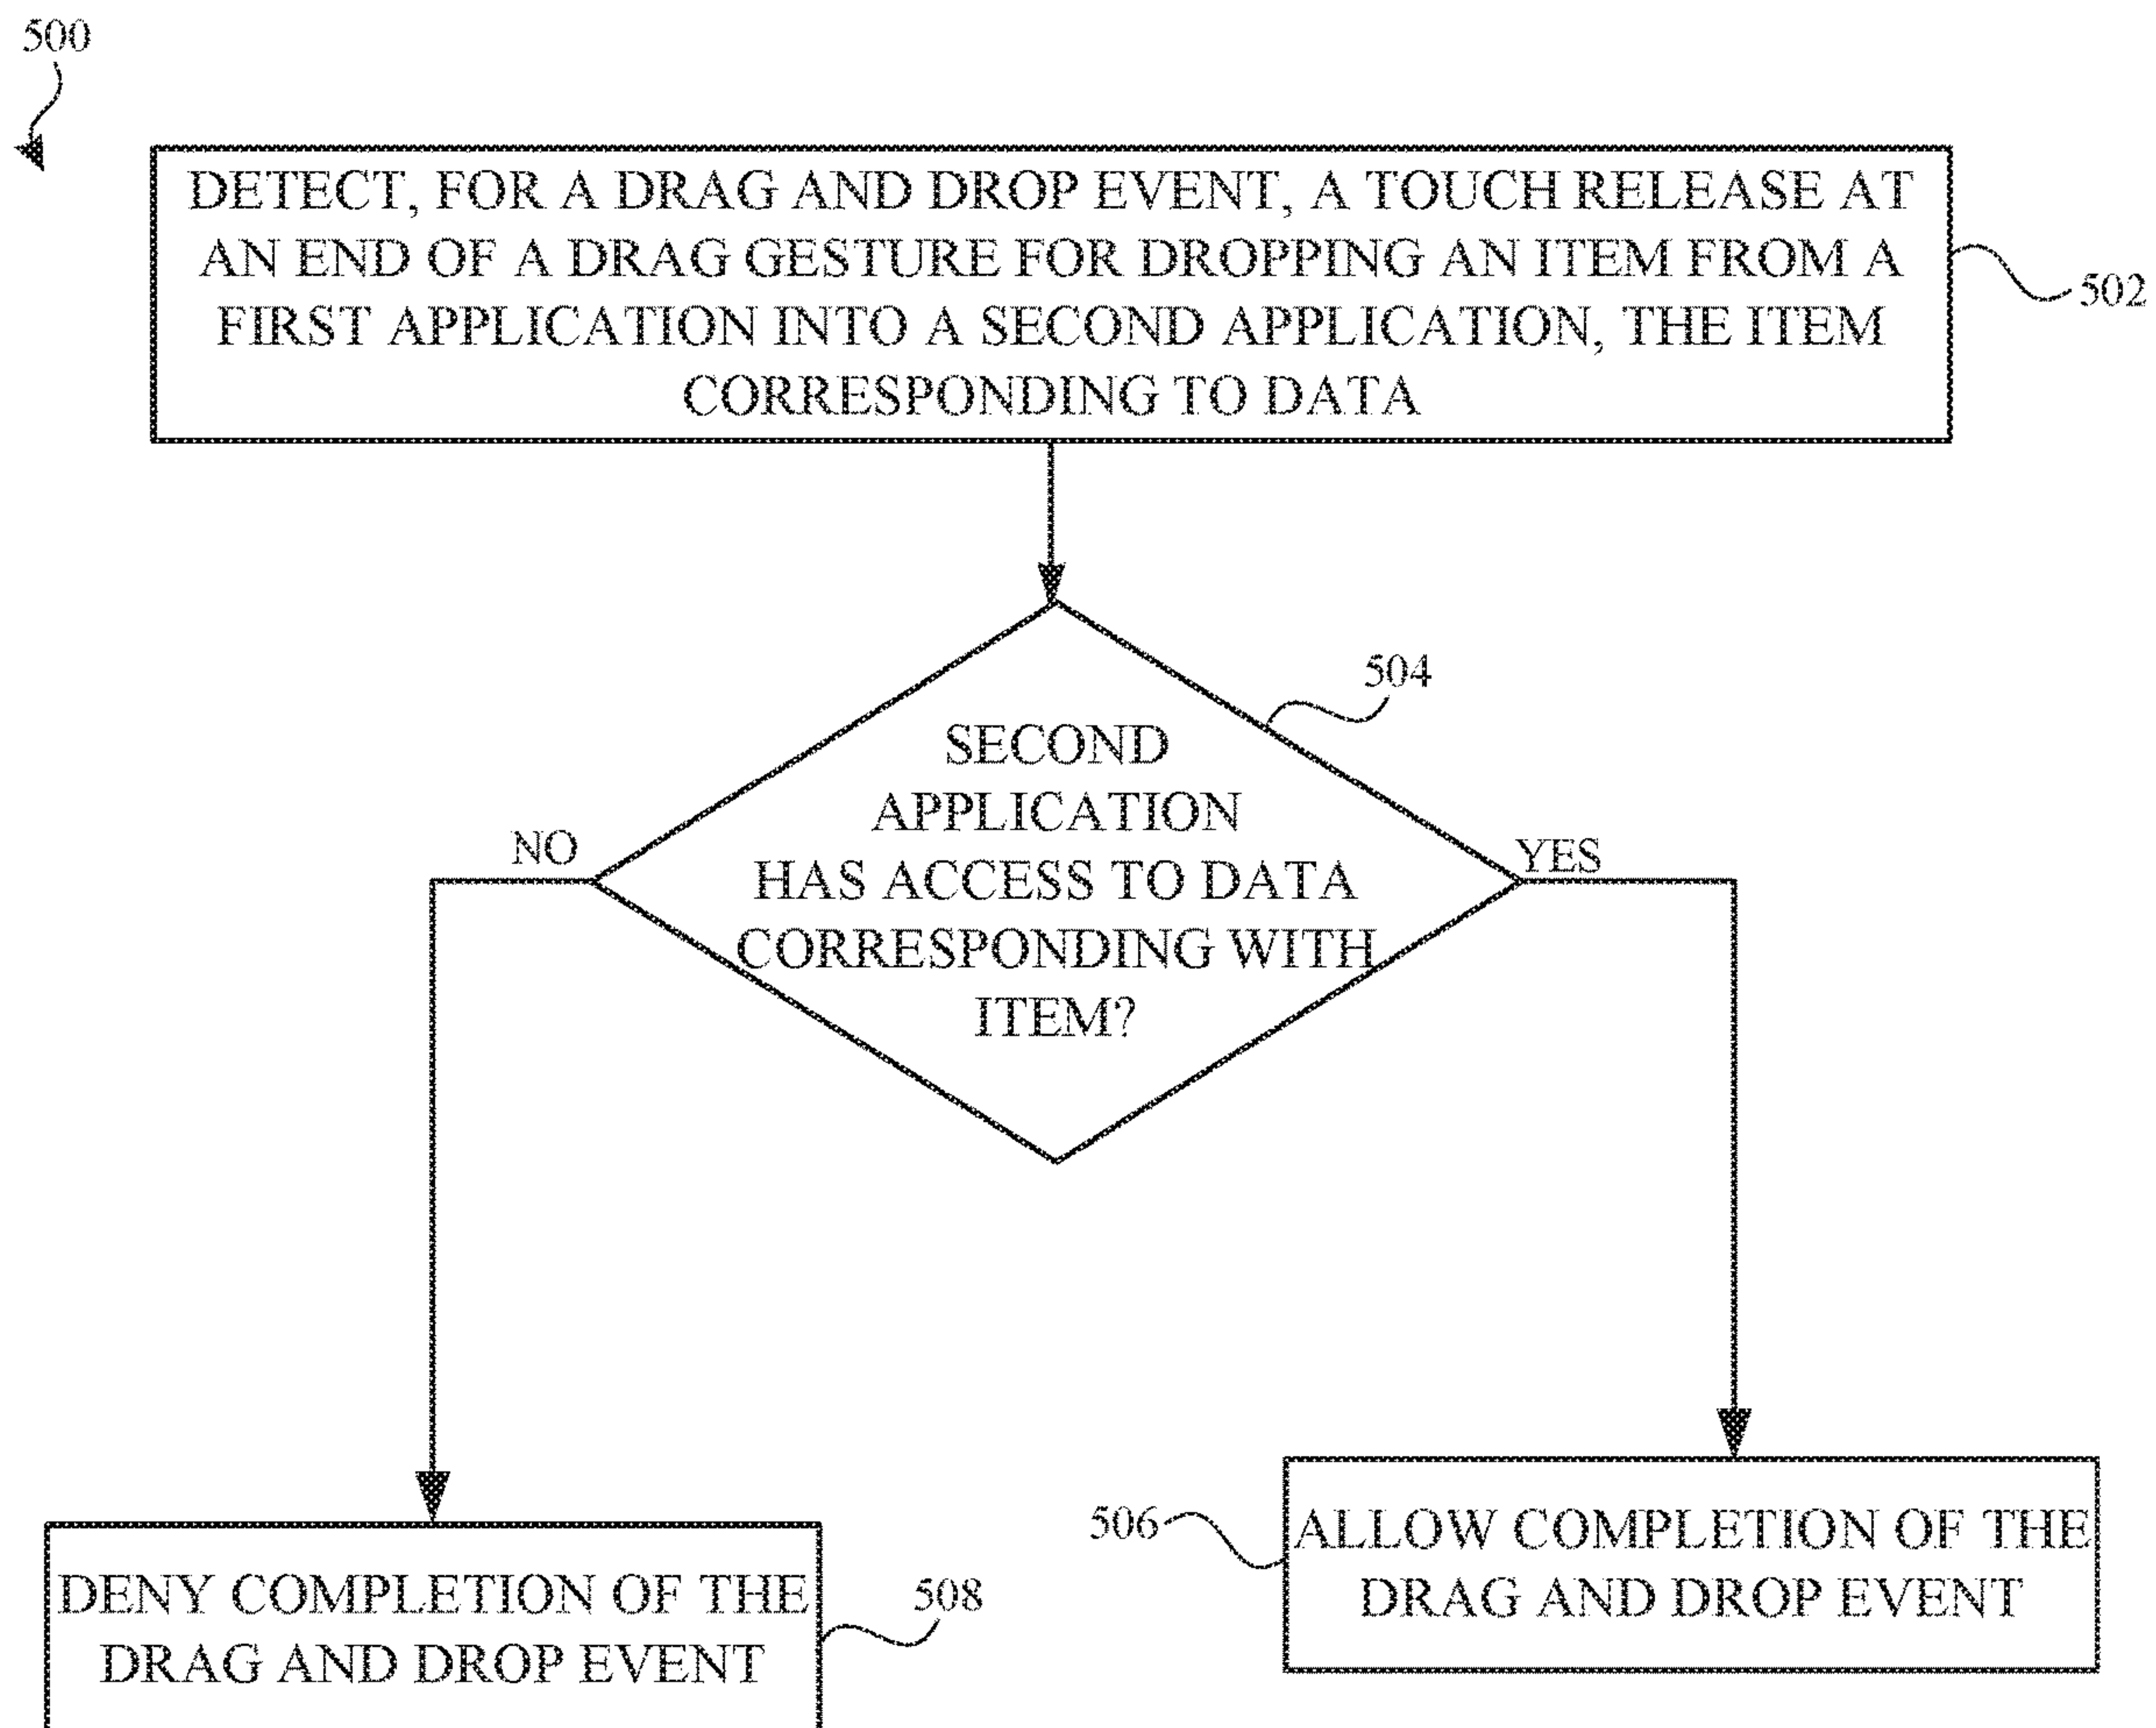 500
DETECT, FOR A DRAG AND DROP EVENT, A TOUCH RELEASE AT
AN END OF A DRAG GESTURE FOR DROPPING AN ITEM FROM A
FIRST APPLICATION INTO A SECOND APPLICATION, THE ITEM
CORRESPONDING TO DATA
502
504
SECOND
APPLICATION
HAS ACCESS TO DATA
CORRESPONDING WITH
ITEM?
NO
YES
506
ALLOW COMPLETION OF THE
DRAG AND DROP EVENT
DENY COMPLETION OF THE
DRAG AND DROP EVENT
508